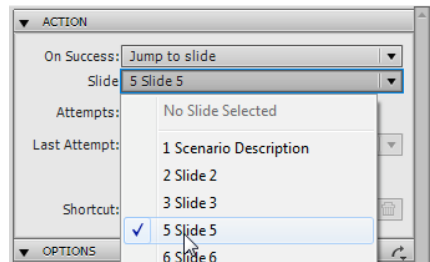 ACTION
On Success: Jump to slide
Slide 5 Slide 5
Attempts: No Slide Selected
Last Attempt: 1 Scenario Description
2 Slide 2
Shortcut: 3 Slide 3
5 Slide 5
OPTIONS 6 Slide 6